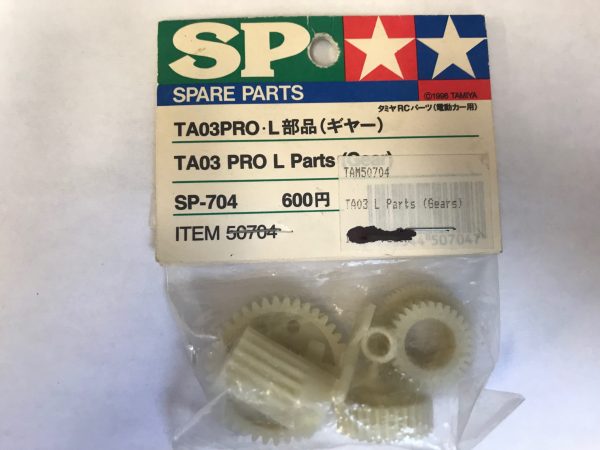 SP
SPARE PARTS
©1996 TAMIYA
タミヤRCパーツ(電動カー用)
TA03PRO・L部品(ギヤー)
TA03 PRO L Parts (Gear)
TAM50704
SP-704 600円
TA03 L Parts (Gears)
ITEM 50704
507047